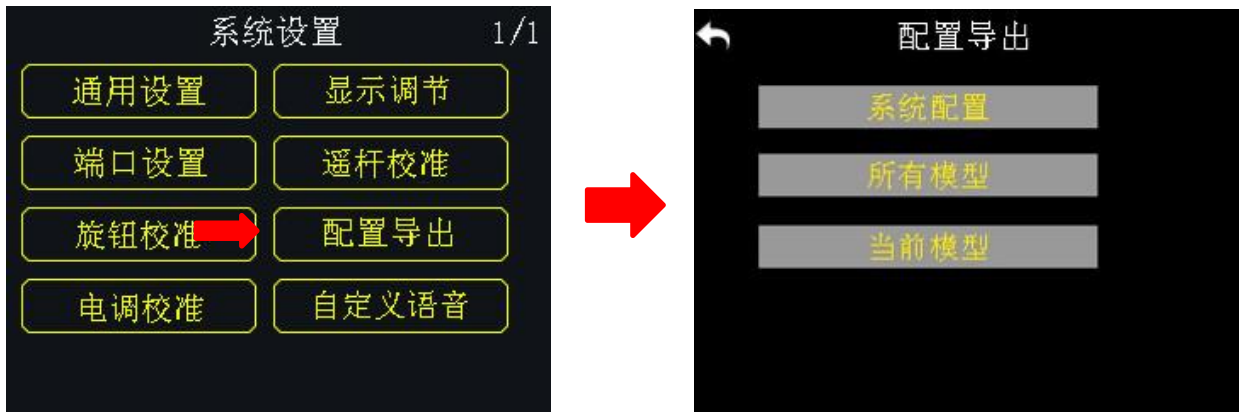 系统设置 1/1
通用设置 显示调节
端口设置 遥杆校准
旋钮校准 配置导出
电调校准 自定义语音
配置导出
系统配置
所有模型
当前模型